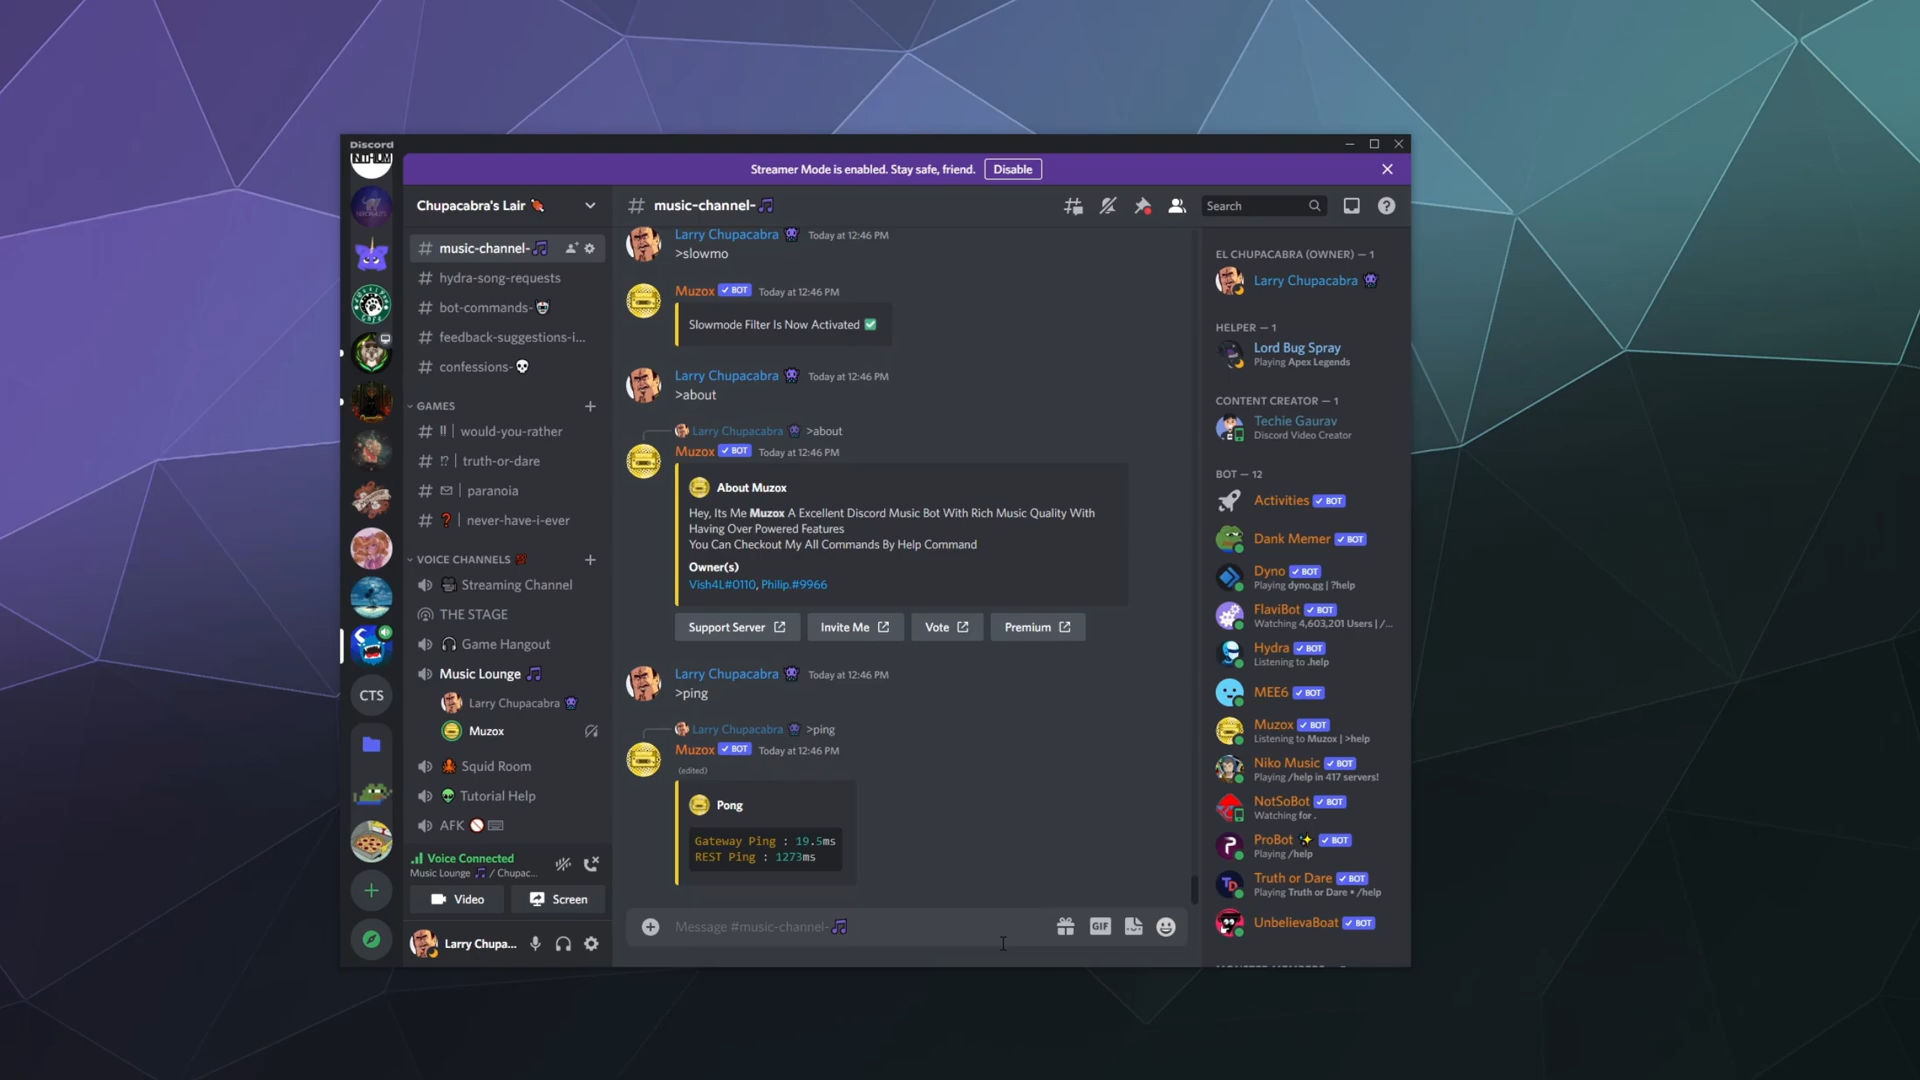 Discord
Streamer Mode is enabled. Stay safe, friend.
Disable
Chupacabra's Lair
music-channel-
hydra-song-requests
bot-commands-
feedback-suggestions-i...
confessions-
GAMES
would-you-rather
truth-or-dare
paranoia
never-have-i-ever
VOICE CHANNELS
Streaming Channel
THE STAGE
Game Hangout
Music Lounge
Larry Chupacabra
Muzox
Squid Room
Tutorial Help
AFK
CTS
Voice Connected
Music Lounge / Chupac...
Video
Screen
Larry Chupa...
music-channel-
Search
Larry Chupacabra Today at 12:46 PM
>slowmo
Muzox BOT Today at 12:46 PM
Slowmode Filter Is Now Activated
Larry Chupacabra Today at 12:46 PM
>about
Larry Chupacabra >about
Muzox BOT Today at 12:46 PM
About Muzox
Hey, Its Me Muzox A Excellent Discord Music Bot With Rich Music Quality With
Having Over Powered Features
You Can Checkout My All Commands By Help Command
Owner(s)
Vish4L#0110, Philip.#9966
Support Server
Invite Me
Vote
Premium
Larry Chupacabra Today at 12:46 PM
>ping
Larry Chupacabra >ping
Muzox BOT Today at 12:46 PM
(edited)
Pong
Gateway Ping : 19.5ms
REST Ping : 1273ms
Message #music-channel-
GIF
EL CHUPACABRA (OWNER) — 1
Larry Chupacabra
HELPER — 1
Lord Bug Spray
Playing Apex Legends
CONTENT CREATOR — 1
Techie Gaurav
Discord Video Creator
BOT — 12
Activities BOT
Dank Memer BOT
Dyno BOT
Playing dyno.gg | ?help
FlaviBot BOT
Watching 4,603,201 Users | /...
Hydra BOT
Listening to .help
MEE6 BOT
Muzox BOT
Listening to Muzox | >help
Niko Music BOT
Playing /help in 417 servers!
NotSoBot BOT
Watching for .
ProBot BOT
Playing /help
Truth or Dare BOT
Playing Truth or Dare • /help
UnbelievaBoat BOT